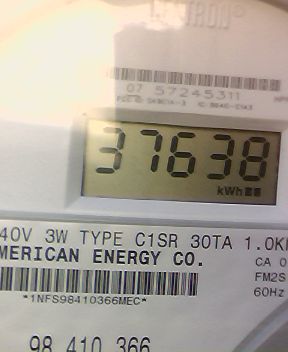 07 57245311
37638
kWh
40V 3W TYPE C1SR 30TA 1.0K
MERICAN ENERGY CO.
CA 0
FM2S
*1NFS98410366MEC*
60Hz
98 410 366